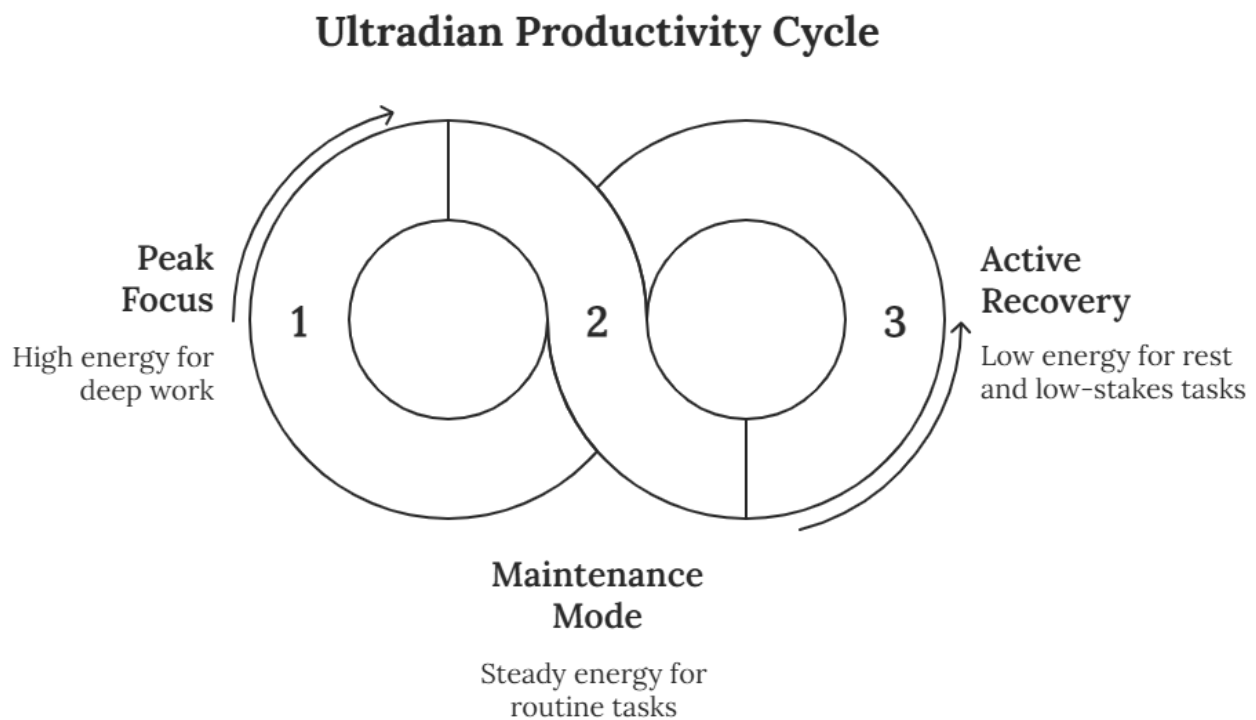 Ultradian Productivity Cycle
Peak
Focus
High energy for
deep work
1
2
3
Active
Recovery
Low energy for rest
and low-stakes tasks
Maintenance
Mode
Steady energy for
routine tasks